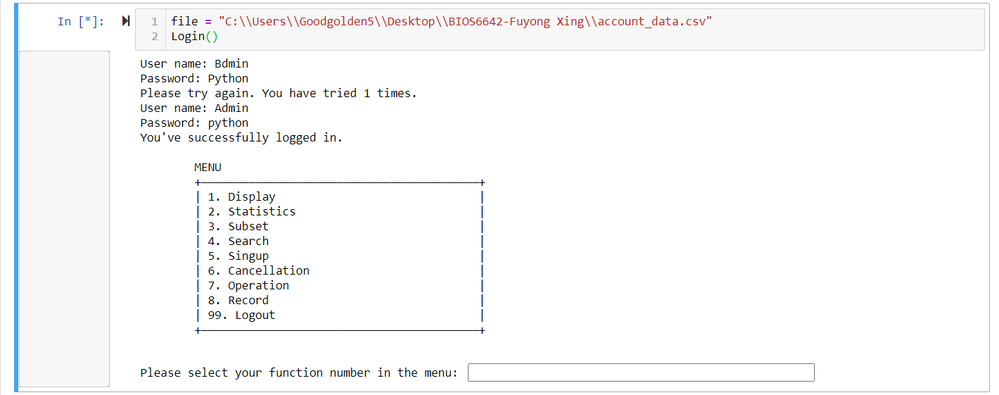 In [*]:
1 file = "C:\\Users\\Goodgolden5\\Desktop\\BIOS6642-Fuyong Xing\\account_data.csv"
2 Login()
User name: Bdmin
Password: Python
Please try again. You have tried 1 times.
User name: Admin
Password: python
You've successfully logged in.
MENU
1. Display
2. Statistics
3. Subset
4. Search
5. Singup
6. Cancellation
7. Operation
8. Record
99. Logout
Please select your function number in the menu: